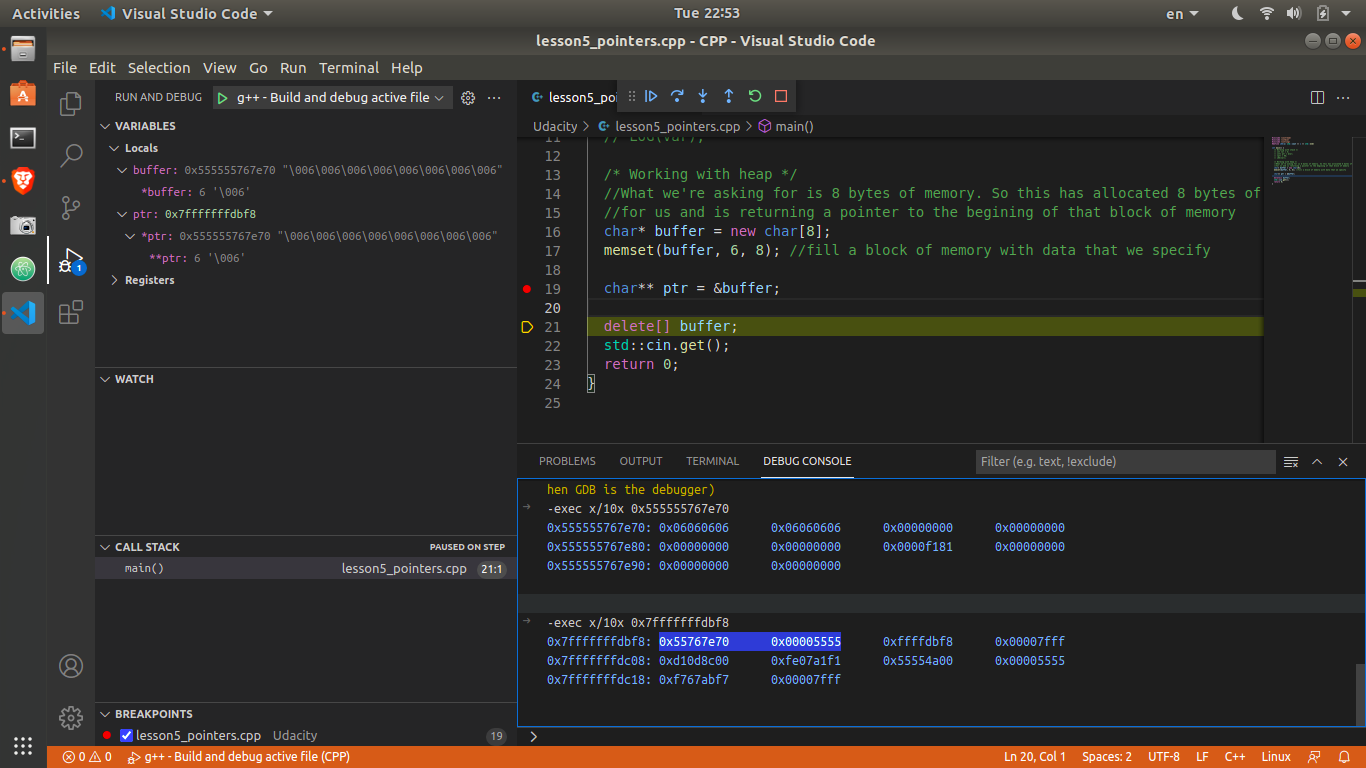 Activities Visual Studio Code Tue 22:53 en
lesson5_pointers.cpp - CPP - Visual Studio Code
File Edit Selection View Go Run Terminal Help
RUN AND DEBUG g++ - Build and debug active file
VARIABLES
Locals
buffer: 0x555555767e70 "\006\006\006\006\006\006\006\006"
*buffer: 6 '\006'
ptr: 0x7fffffffdbf8
*ptr: 0x555555767e70 "\006\006\006\006\006\006\006\006"
**ptr: 6 '\006'
Registers
WATCH
CALL STACK PAUSED ON STEP
main() lesson5_pointers.cpp 21:1
BREAKPOINTS
lesson5_pointers.cpp Udacity 19
1
lesson5_poi
Udacity > lesson5_pointers.cpp > main()
11 // LOG(var);
12
13 /* Working with heap */
14 //What we're asking for is 8 bytes of memory. So this has allocated 8 bytes of
15 //for us and is returning a pointer to the begining of that block of memory
16 char* buffer = new char[8];
17 memset(buffer, 6, 8); //fill a block of memory with data that we specify
18
19 char** ptr = &buffer;
20
21 delete[] buffer;
22 std::cin.get();
23 return 0;
24 }
25
PROBLEMS OUTPUT TERMINAL DEBUG CONSOLE Filter (e.g. text, !exclude)
hen GDB is the debugger)
-exec x/10x 0x555555767e70
0x555555767e70: 0x06060606 0x06060606 0x00000000 0x00000000
0x555555767e80: 0x00000000 0x00000000 0x0000f181 0x00000000
0x555555767e90: 0x00000000 0x00000000
-exec x/10x 0x7fffffffdbf8
0x7fffffffdbf8: 0x55767e70 0x00005555 0xffffdbf8 0x00007fff
0x7fffffffdc08: 0xd10d8c00 0xfe07a1f1 0x55554a00 0x00005555
0x7fffffffdc18: 0xf767abf7 0x00007fff
>
0 0 g++ - Build and debug active file (CPP) Ln 20, Col 1 Spaces: 2 UTF-8 LF C++ Linux